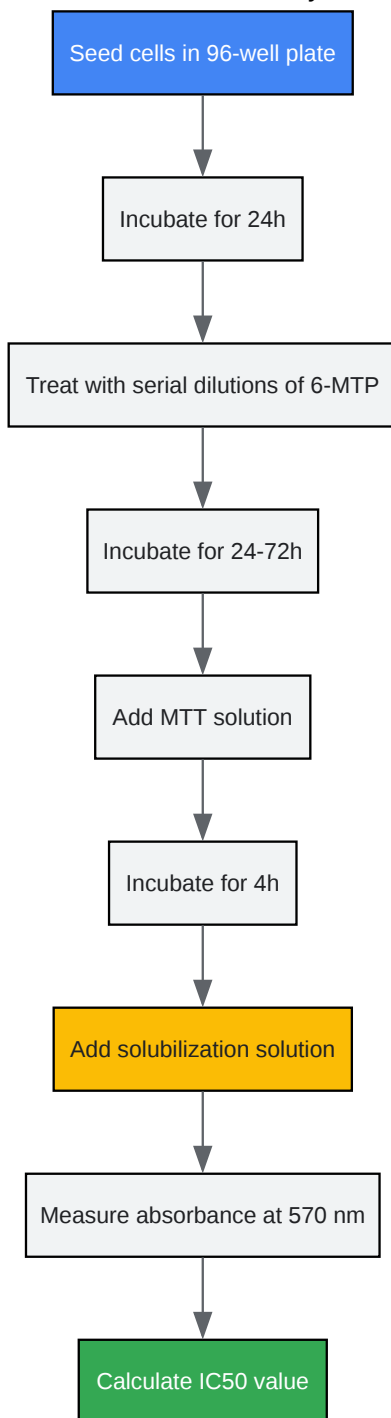 Seed cells in 96-well plate
Incubate for 24h
Treat with serial dilutions of 6-MTP
Incubate for 24-72h
Add MTT solution
Incubate for 4h
Add solubilization solution
Measure absorbance at 570 nm
Calculate IC50 value